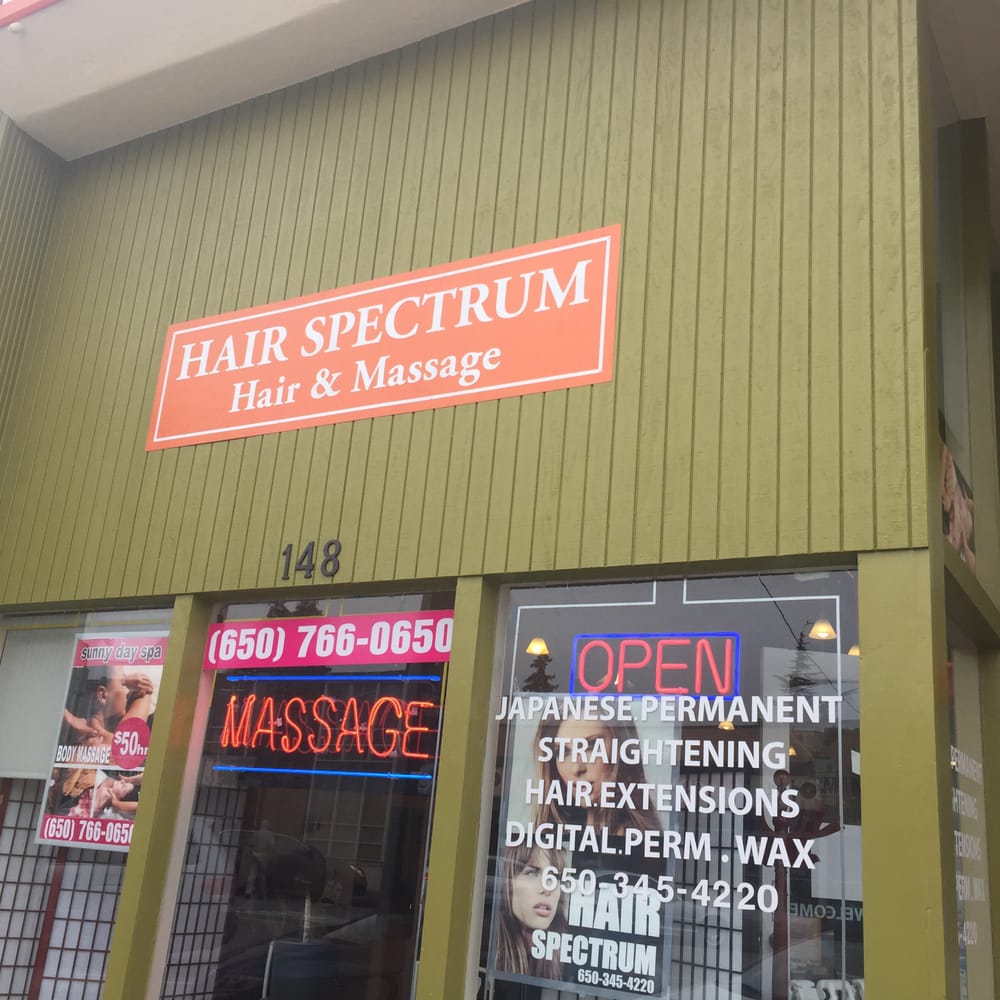 HAIR SPECTRUM
Hair & Massage
148
sunny day spa
$50hr
BODY MASSAGE
(650) 766-0650
(650) 766-0650
MASSAGE
OPEN
JAPANESE.PERMANENT
STRAIGHTENING
HAIR.EXTENSIONS
DIGITAL.PERM . WAX
650-345-4220
HAIR
SPECTRUM
650-345-4220
WELCOME